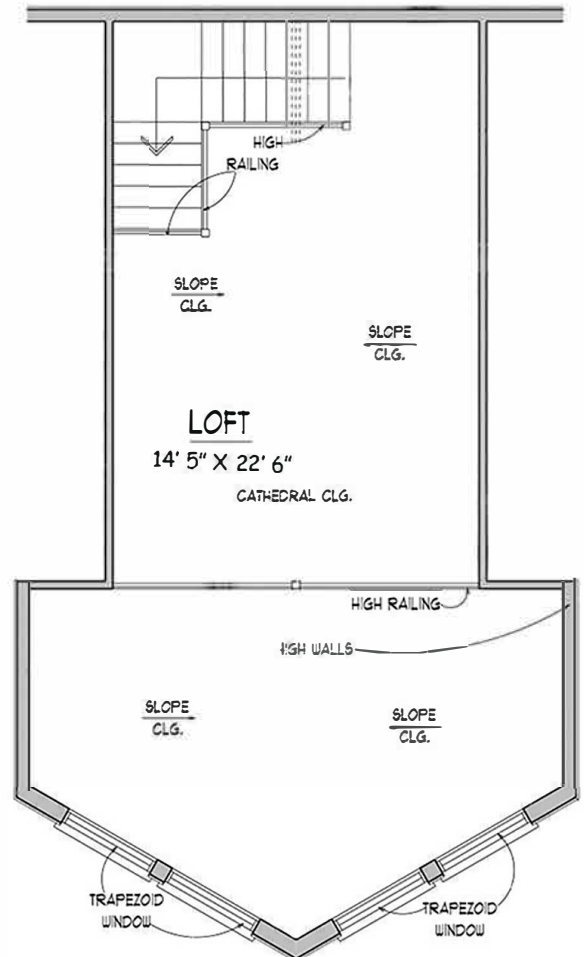 HIGH
RAILING
SLOPE
CLG.
SLOPE
CLG.
LOFT
14' 5" X 22' 6"
CATHEDRAL CLG.
HIGH RAILING
HIGH WALLS
SLOPE
CLG.
SLOPE
CLG.
TRAPEZOID
WINDOW
TRAPEZOID
WINDOW